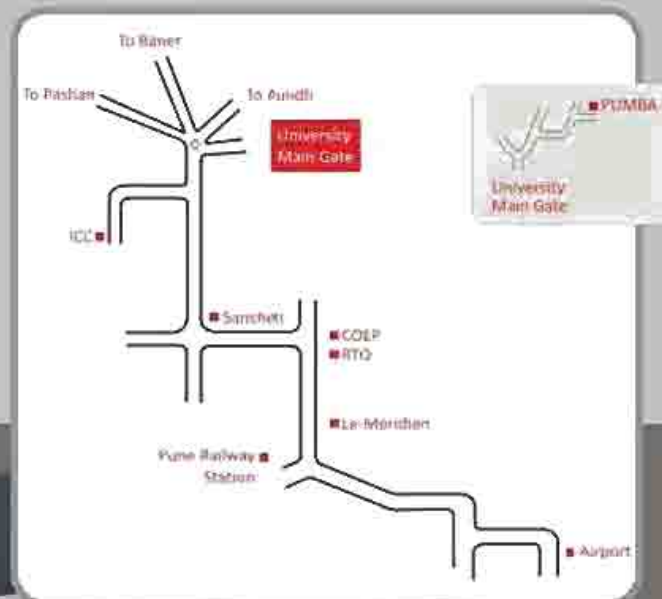 To Baner
To Pashan
To Aundh
University
Main Gate
PUMBA
University
Main Gate
ICC
Sancheti
COEP
RTO
Le-Meridien
Pune Railway
Station
Airport